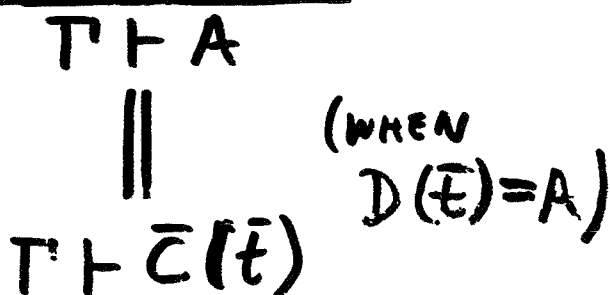 Γ ⊢ A
||
(WHEN
D(t̄)=A)
Γ ⊢ C̄(t̄)